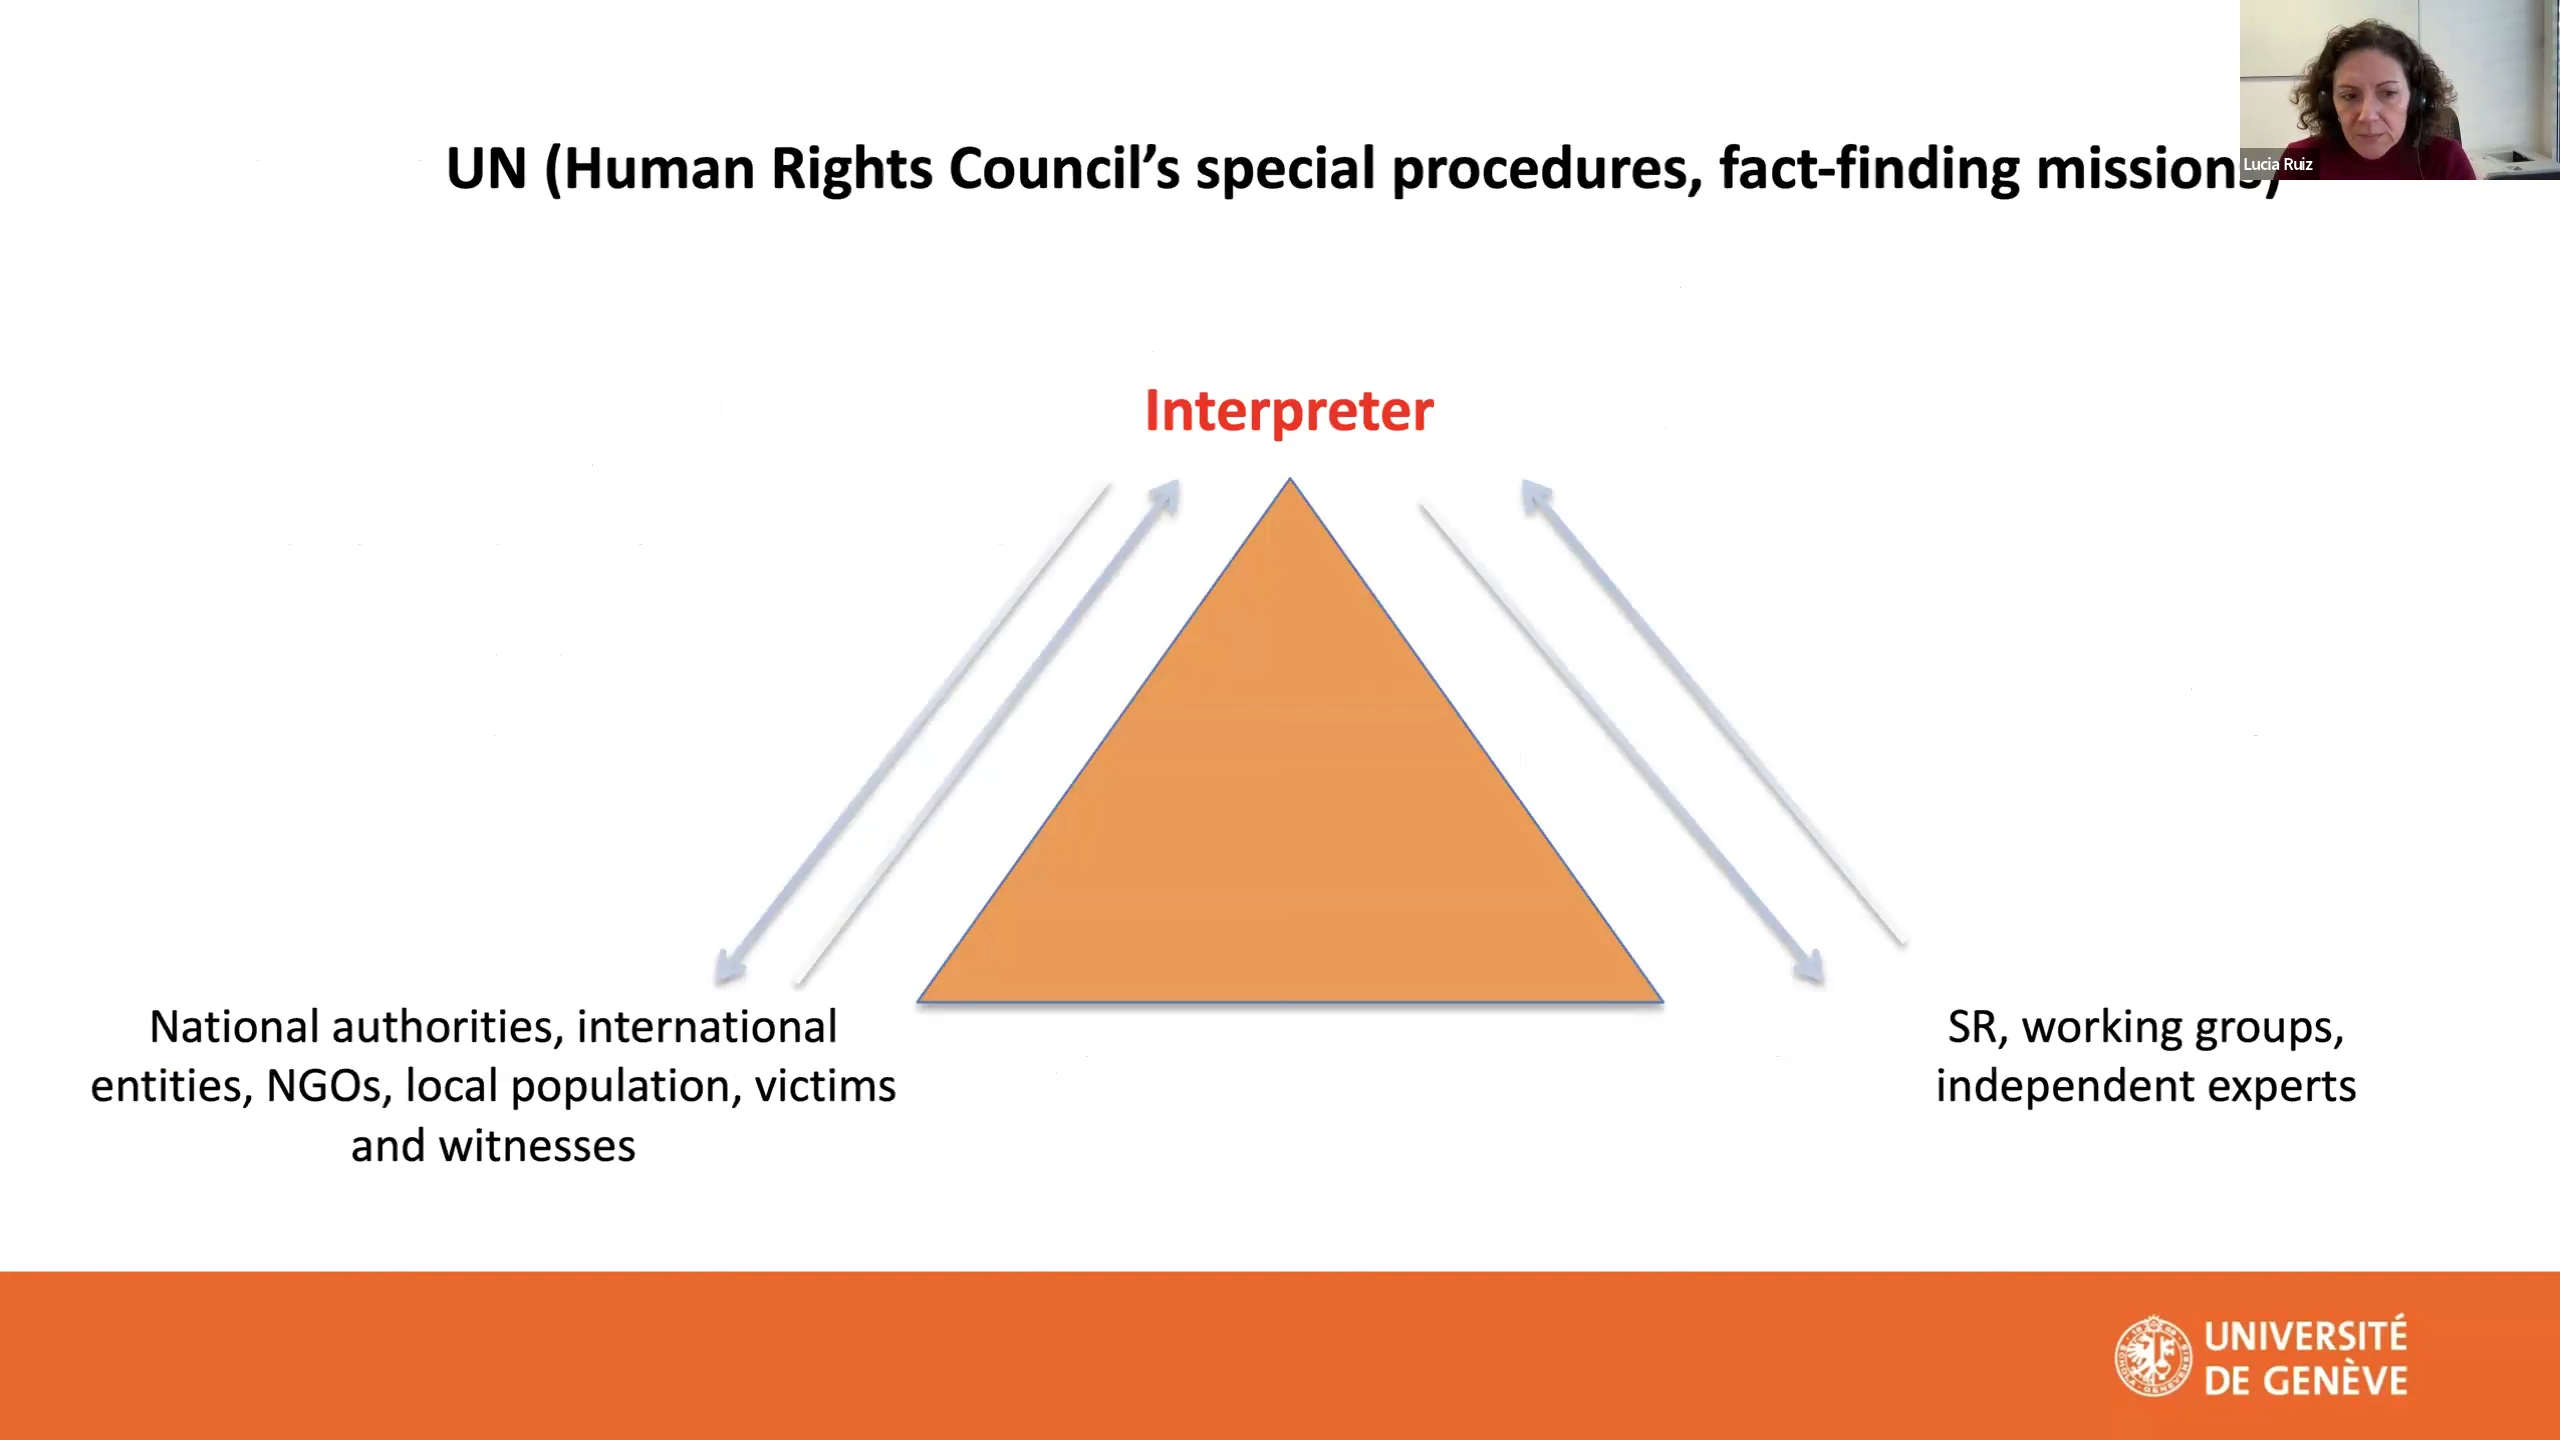 UN (Human Rights Council’s special procedures, fact-finding missions)
Lucia Ruiz
Interpreter
National authorities, international
entities, NGOs, local population, victims
and witnesses
SR, working groups,
independent experts
UNIVERSITÉ
DE GENÈVE